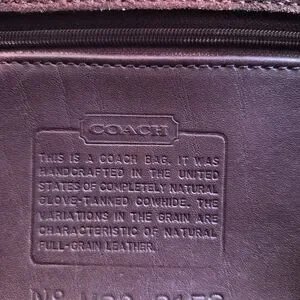 COACH
THIS IS A COACH BAG. IT WAS
HANDCRAFTED IN THE UNITED
STATES OF COMPLETELY NATURAL
GLOVE-TANNED COWHIDE. THE
VARIATIONS IN THE GRAIN ARE
CHARACTERISTIC OF NATURAL
FULL-GRAIN LEATHER.
Nº